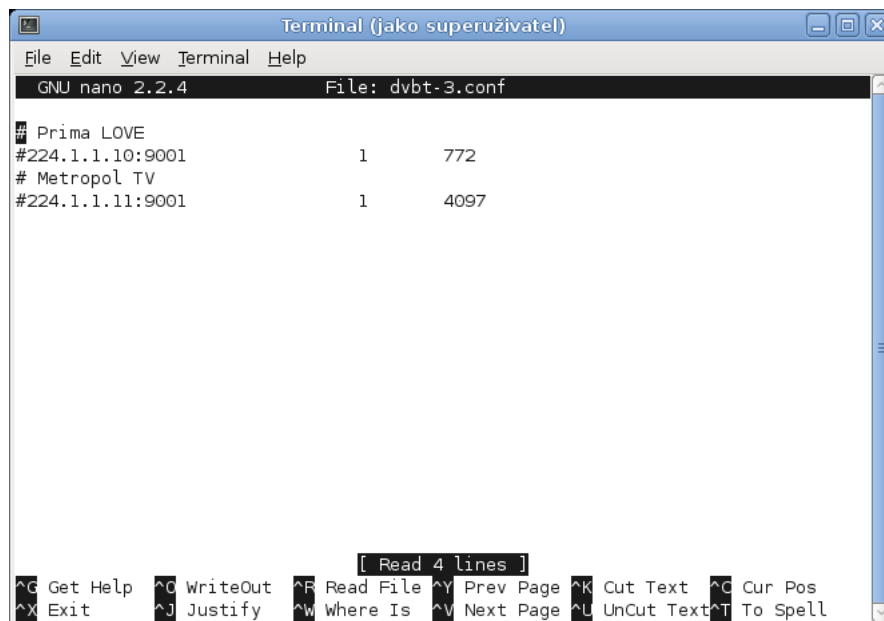 Terminal (jako superuživatel)
File Edit View Terminal Help
GNU nano 2.2.4 File: dvbt-3.conf
# Prima LOVE
#224.1.1.10:9001 1 772
# Metropol TV
#224.1.1.11:9001 1 4097
[ Read 4 lines ]
^G Get Help ^O WriteOut ^R Read File ^Y Prev Page ^K Cut Text ^C Cur Pos
^X Exit ^J Justify ^W Where Is ^V Next Page ^U UnCut Text ^T To Spell